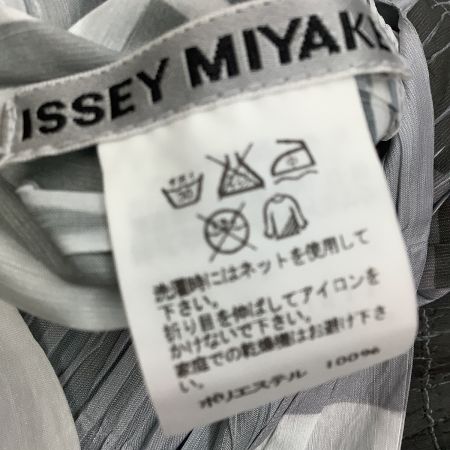 ISSEY MIYAKE
洗濯時にはネットを使用して
下さい。
折り目を伸ばしてアイロンを
かけないで下さい。
家庭での乾燥機はお避け下さい
ポリエステル 100%